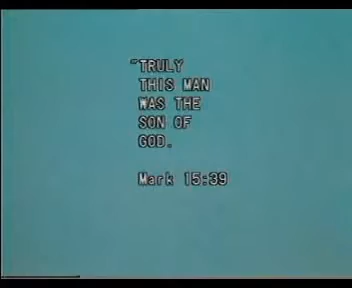 "TRULY
THIS MAN
WAS THE
SON OF
GOD.
Mark 15:39